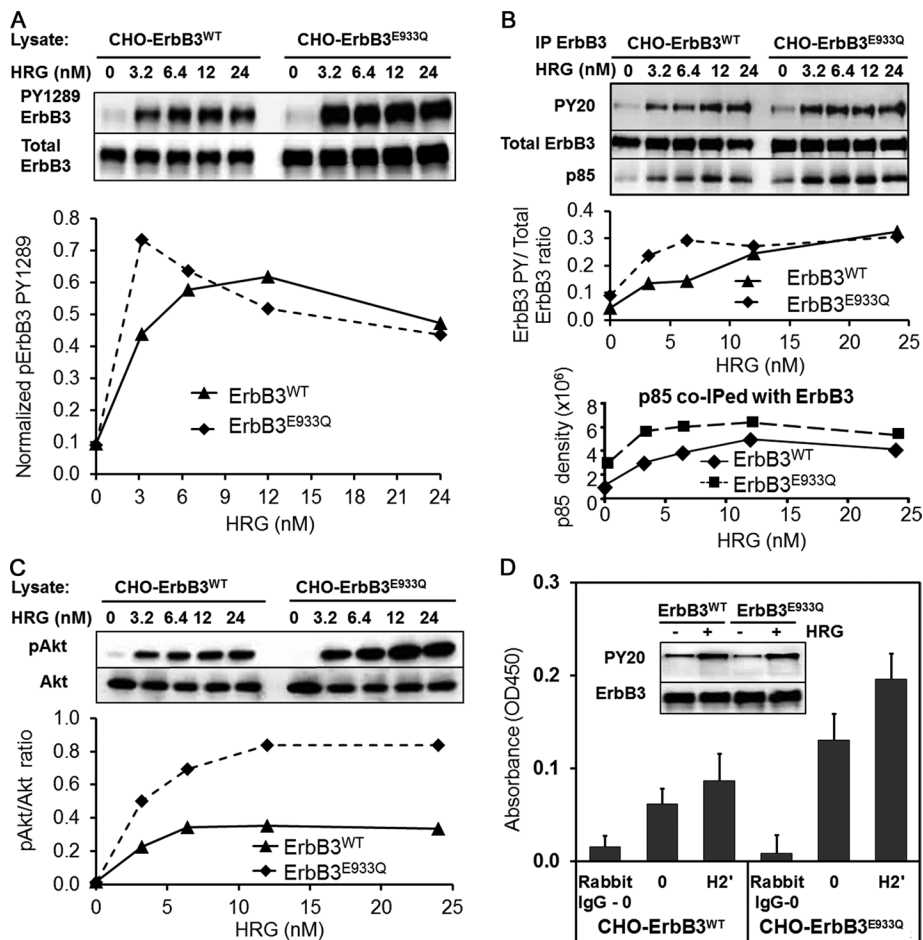 A
Lysate: CHO-ErbB3WT CHO-ErbB3E933Q
HRG (nM) 0 3.2 6.4 12 24 0 3.2 6.4 12 24
PY1289
ErbB3
Total
ErbB3
0.8
0.7
0.6
0.5
0.4
0.3
0.2
0.1
0.0
Normalized pErbB3 PY1289
ErbB3WT
ErbB3E933Q
0 3 6 9 12 15 18 21 24
HRG (nM)
B
IP ErbB3 CHO-ErbB3WT CHO-ErbB3E933Q
HRG (nM) 0 3.2 6.4 12 24 0 3.2 6.4 12 24
PY20
Total ErbB3
p85
0.4
0.3
0.2
0.1
0.0
ErbB3 PY/ Total
ErbB3 ratio
ErbB3WT
ErbB3E933Q
0 5 10 15 20 25
HRG (nM)
p85 co-IPed with ErbB3
8
6
4
2
0
p85 density (x10⁶)
ErbB3WT
ErbB3E933Q
0 5 10 15 20 25
HRG (nM)
C
Lysate: CHO-ErbB3WT CHO-ErbB3E933Q
HRG (nM) 0 3.2 6.4 12 24 0 3.2 6.4 12 24
pAkt
Akt
1.0
0.8
0.6
0.4
0.2
0.0
pAkt/Akt ratio
ErbB3WT
ErbB3E933Q
0 5 10 15 20 25
HRG (nM)
D
0.3
0.2
0.1
0.0
Absorbance (OD450)
ErbB3WT ErbB3E933Q
- + - + HRG
PY20
ErbB3
Rabbit IgG - 0 0 H2' Rabbit IgG-0 0 H2'
CHO-ErbB3WT CHO-ErbB3E933Q